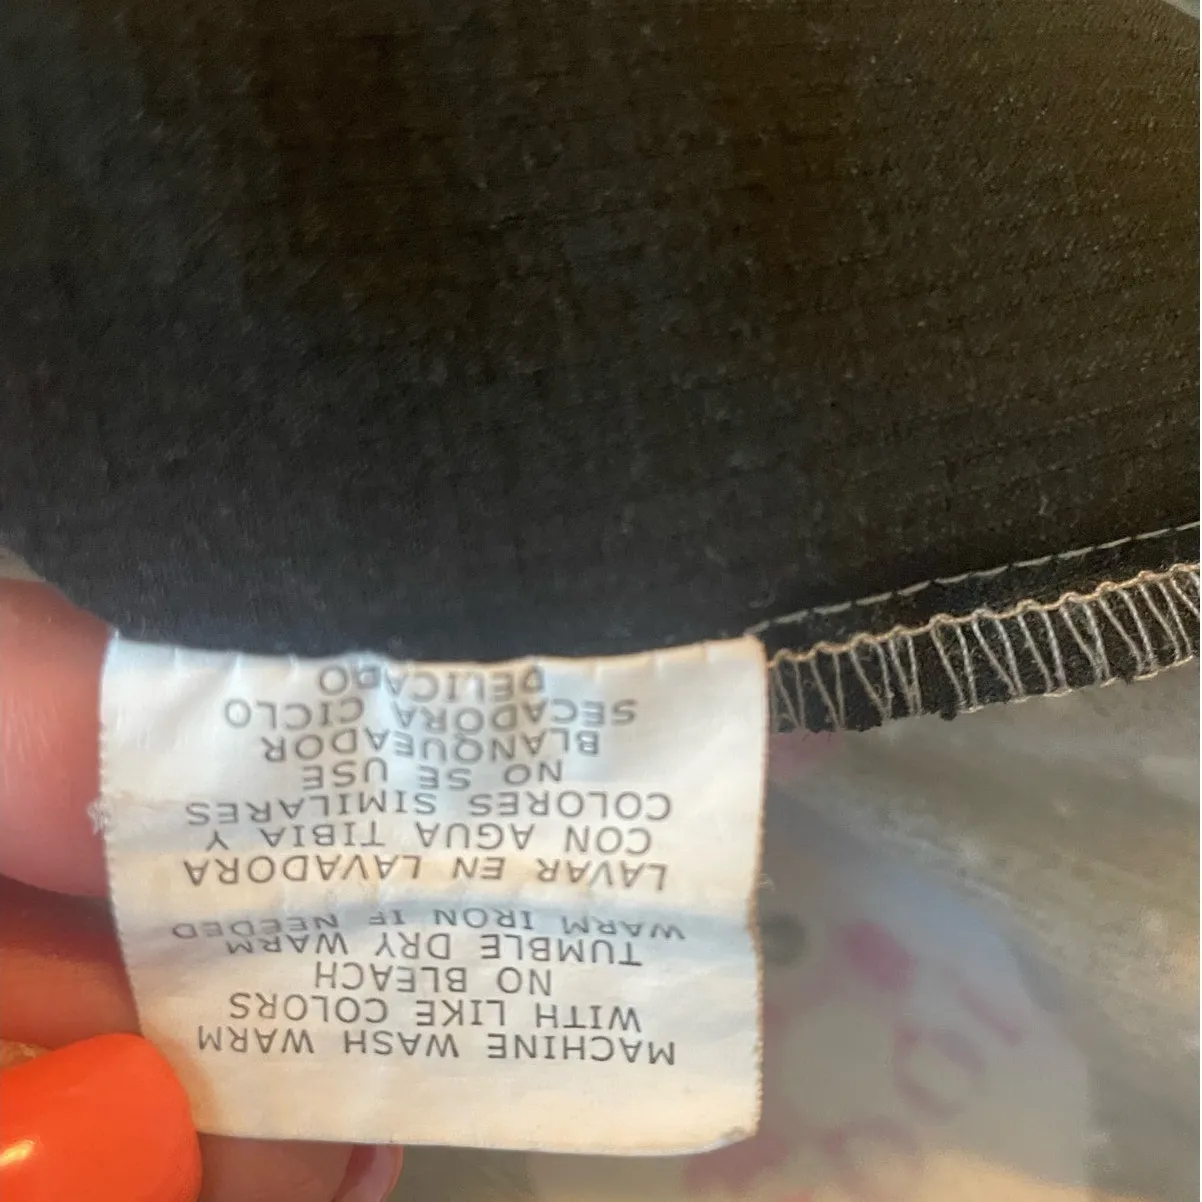 MACHINE WASH WARM
WITH LIKE COLORS
NO BLEACH
TUMBLE DRY WARM
WARM IRON IF NEEDED
LAVAR EN LAVADORA
CON AGUA TIBIA Y
COLORES SIMILARES
NO SE USE
BLANQUEADOR
SECADORA CICLO
DELICADO